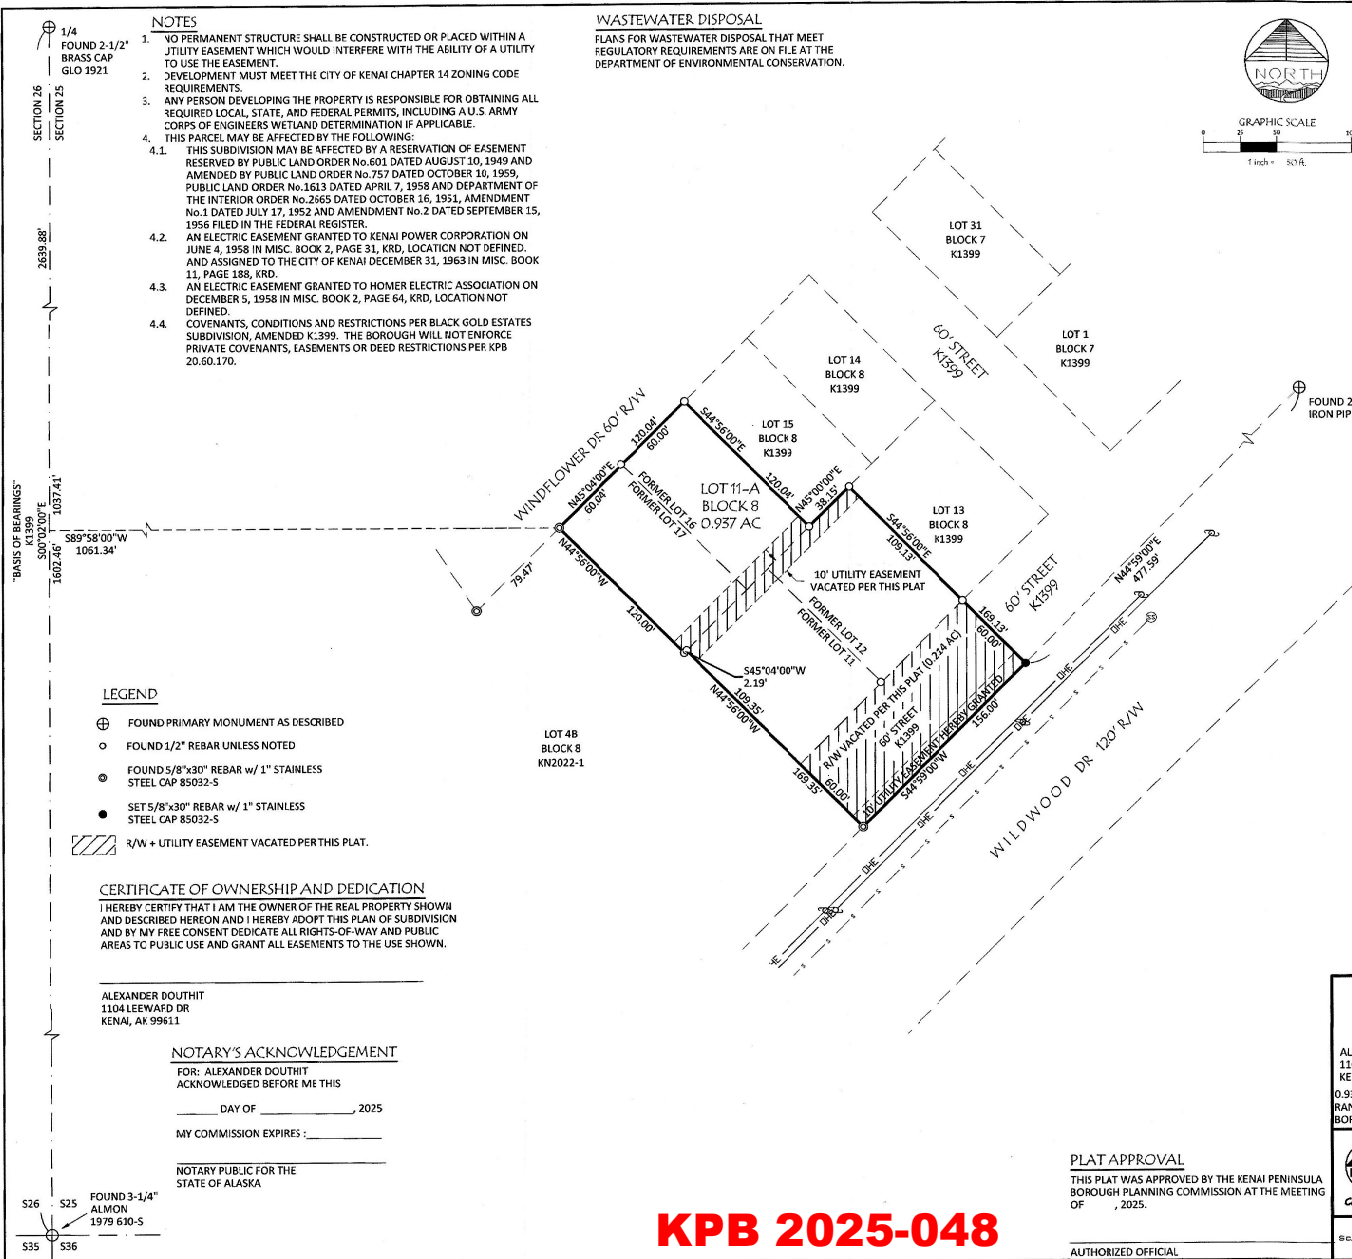 1/4
FOUND 2-1/2"
BRASS CAP
GLO 1921
SECTION 26
SECTION 25
2639.88'
"BASIS OF BEARINGS"
K1399
S00°02'00"E
1037.41'
1602.46'
S89°58'00"W
1061.34'
NOTES
1. NO PERMANENT STRUCTURE SHALL BE CONSTRUCTED OR PLACED WITHIN A
UTILITY EASEMENT WHICH WOULD INTERFERE WITH THE ABILITY OF A UTILITY
TO USE THE EASEMENT.
2. DEVELOPMENT MUST MEET THE CITY OF KENAI CHAPTER 14 ZONING CODE
REQUIREMENTS.
3. ANY PERSON DEVELOPING THE PROPERTY IS RESPONSIBLE FOR OBTAINING ALL
REQUIRED LOCAL, STATE, AND FEDERAL PERMITS, INCLUDING A U.S. ARMY
CORPS OF ENGINEERS WETLAND DETERMINATION IF APPLICABLE.
4. THIS PARCEL MAY BE AFFECTED BY THE FOLLOWING:
4.1. THIS SUBDIVISION MAY BE AFFECTED BY A RESERVATION OF EASEMENT
RESERVED BY PUBLIC LAND ORDER No.601 DATED AUGUST 10, 1949 AND
AMENDED BY PUBLIC LAND ORDER No.757 DATED OCTOBER 10, 1959,
PUBLIC LAND ORDER No.1613 DATED APRIL 7, 1958 AND DEPARTMENT OF
THE INTERIOR ORDER No.2665 DATED OCTOBER 16, 1951, AMENDMENT
No.1 DATED JULY 17, 1952 AND AMENDMENT No.2 DATED SEPTEMBER 15,
1956 FILED IN THE FEDERAL REGISTER.
4.2. AN ELECTRIC EASEMENT GRANTED TO KENAI POWER CORPORATION ON
JUNE 4, 1958 IN MISC. BOOK 2, PAGE 31, KRD, LOCATION NOT DEFINED.
AND ASSIGNED TO THE CITY OF KENAI DECEMBER 31, 1963 IN MISC. BOOK
11, PAGE 188, KRD.
4.3. AN ELECTRIC EASEMENT GRANTED TO HOMER ELECTRIC ASSOCIATION ON
DECEMBER 5, 1958 IN MISC. BOOK 2, PAGE 64, KRD, LOCATION NOT
DEFINED.
4.4. COVENANTS, CONDITIONS AND RESTRICTIONS PER BLACK GOLD ESTATES
SUBDIVISION, AMENDED K1399. THE BOROUGH WILL NOT ENFORCE
PRIVATE COVENANTS, EASEMENTS OR DEED RESTRICTIONS PER KPB
20.60.170.
WASTEWATER DISPOSAL
PLANS FOR WASTEWATER DISPOSAL THAT MEET
REGULATORY REQUIREMENTS ARE ON FILE AT THE
DEPARTMENT OF ENVIRONMENTAL CONSERVATION.
NORTH
GRAPHIC SCALE
0 25 50 10
1 inch = 50 ft.
LOT 31
BLOCK 7
K1399
LOT 1
BLOCK 7
K1399
60' STREET
K1399
LOT 14
BLOCK 8
K1399
LOT 15
BLOCK 8
K1399
LOT 13
BLOCK 8
K1399
FOUND 2
IRON PIP
WINDFLOWER DR 60' R/W
120.04'
60.00'
N45°04'00"E
60.04'
S44°56'00"E
120.04'
N45°00'00"E
38.15'
S44°56'00"E
109.13'
FORMER LOT 16
FORMER LOT 17
LOT 11-A
BLOCK 8
0.937 AC
10' UTILITY EASEMENT
VACATED PER THIS PLAT
FORMER LOT 12
FORMER LOT 11
79.47'
N44°56'00"W
120.00'
S45°04'00"W
2.19'
109.35'
N44°56'00"W
169.35'
60.00'
169.13'
60.00'
60' STREET
K1399
N44°59'00"E
477.59'
R/W VACATED PER THIS PLAT (0.214 AC)
60' STREET
K1399
10' UTILITY EASEMENT HEREBY GRANTED
S44°59'00"W
156.00'
OHE
OHE
OHE
OHE
OHE
OHE
OHE
HE
S
S
S
S
S
S
SS
WILDWOOD DR 120' R/W
LOT 4B
BLOCK 8
KN2022-1
LEGEND
FOUND PRIMARY MONUMENT AS DESCRIBED
FOUND 1/2" REBAR UNLESS NOTED
FOUND 5/8"x30" REBAR w/ 1" STAINLESS
STEEL CAP 85032-S
SET 5/8"x30" REBAR w/ 1" STAINLESS
STEEL CAP 85032-S
R/W + UTILITY EASEMENT VACATED PER THIS PLAT.
CERTIFICATE OF OWNERSHIP AND DEDICATION
I HEREBY CERTIFY THAT I AM THE OWNER OF THE REAL PROPERTY SHOWN
AND DESCRIBED HEREON AND I HEREBY ADOPT THIS PLAN OF SUBDIVISION
AND BY MY FREE CONSENT DEDICATE ALL RIGHTS-OF-WAY AND PUBLIC
AREAS TO PUBLIC USE AND GRANT ALL EASEMENTS TO THE USE SHOWN.
ALEXANDER DOUTHIT
1104 LEEWARD DR
KENAI, AK 99611
NOTARY'S ACKNOWLEDGEMENT
FOR: ALEXANDER DOUTHIT
ACKNOWLEDGED BEFORE ME THIS
______ DAY OF ______________, 2025
MY COMMISSION EXPIRES :____________
NOTARY PUBLIC FOR THE
STATE OF ALASKA
S26 S25
S35 S36
FOUND 3-1/4"
ALMON
1979 610-S
KPB 2025-048
PLAT APPROVAL
THIS PLAT WAS APPROVED BY THE KENAI PENINSULA
BOROUGH PLANNING COMMISSION AT THE MEETING
OF , 2025.
AUTHORIZED OFFICIAL
AL
11
KE
0.9
RAN
BOR